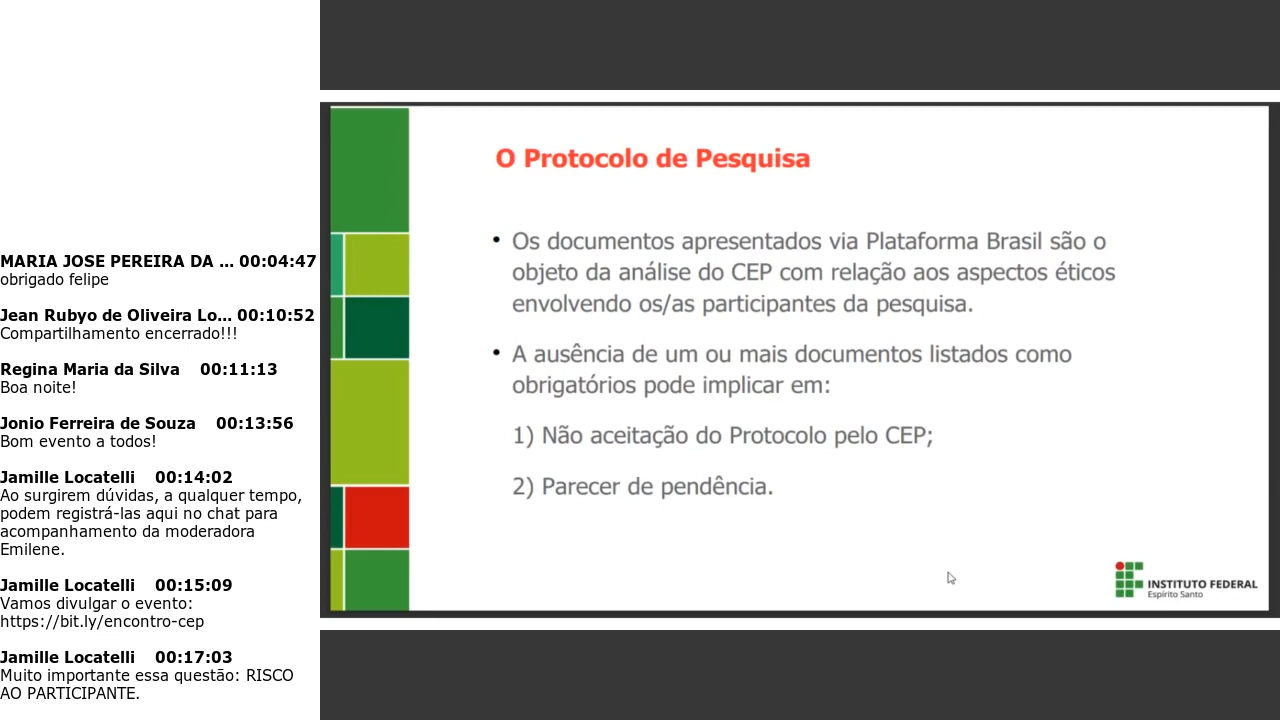 MARIA JOSE PEREIRA DA ... 00:04:47
obrigado felipe
Jean Rubyo de Oliveira Lo... 00:10:52
Compartilhamento encerrado!!!
Regina Maria da Silva 00:11:13
Boa noite!
Jonio Ferreira de Souza 00:13:56
Bom evento a todos!
Jamille Locatelli 00:14:02
Ao surgirem dúvidas, a qualquer tempo,
podem registrá-las aqui no chat para
acompanhamento da moderadora
Emilene.
Jamille Locatelli 00:15:09
Vamos divulgar o evento:
https://bit.ly/encontro-cep
Jamille Locatelli 00:17:03
Muito importante essa questão: RISCO
AO PARTICIPANTE.
O Protocolo de Pesquisa
• Os documentos apresentados via Plataforma Brasil são o
objeto da análise do CEP com relação aos aspectos éticos
envolvendo os/as participantes da pesquisa.
• A ausência de um ou mais documentos listados como
obrigatórios pode implicar em:
1) Não aceitação do Protocolo pelo CEP;
2) Parecer de pendência.
INSTITUTO FEDERAL
Espírito Santo